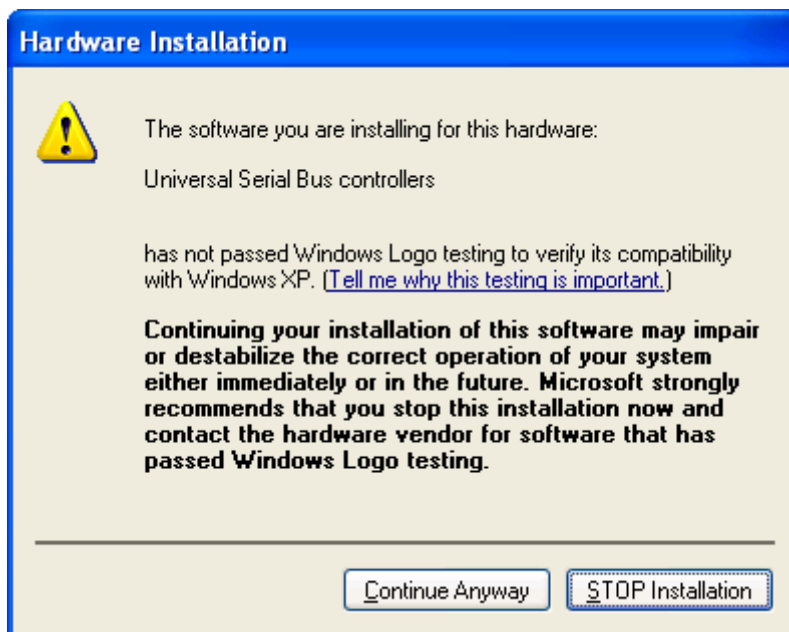 Hardware Installation
The software you are installing for this hardware:
Universal Serial Bus controllers
has not passed Windows Logo testing to verify its compatibility
with Windows XP. (Tell me why this testing is important.)
Continuing your installation of this software may impair
or destabilize the correct operation of your system
either immediately or in the future. Microsoft strongly
recommends that you stop this installation now and
contact the hardware vendor for software that has
passed Windows Logo testing.
Continue Anyway STOP Installation